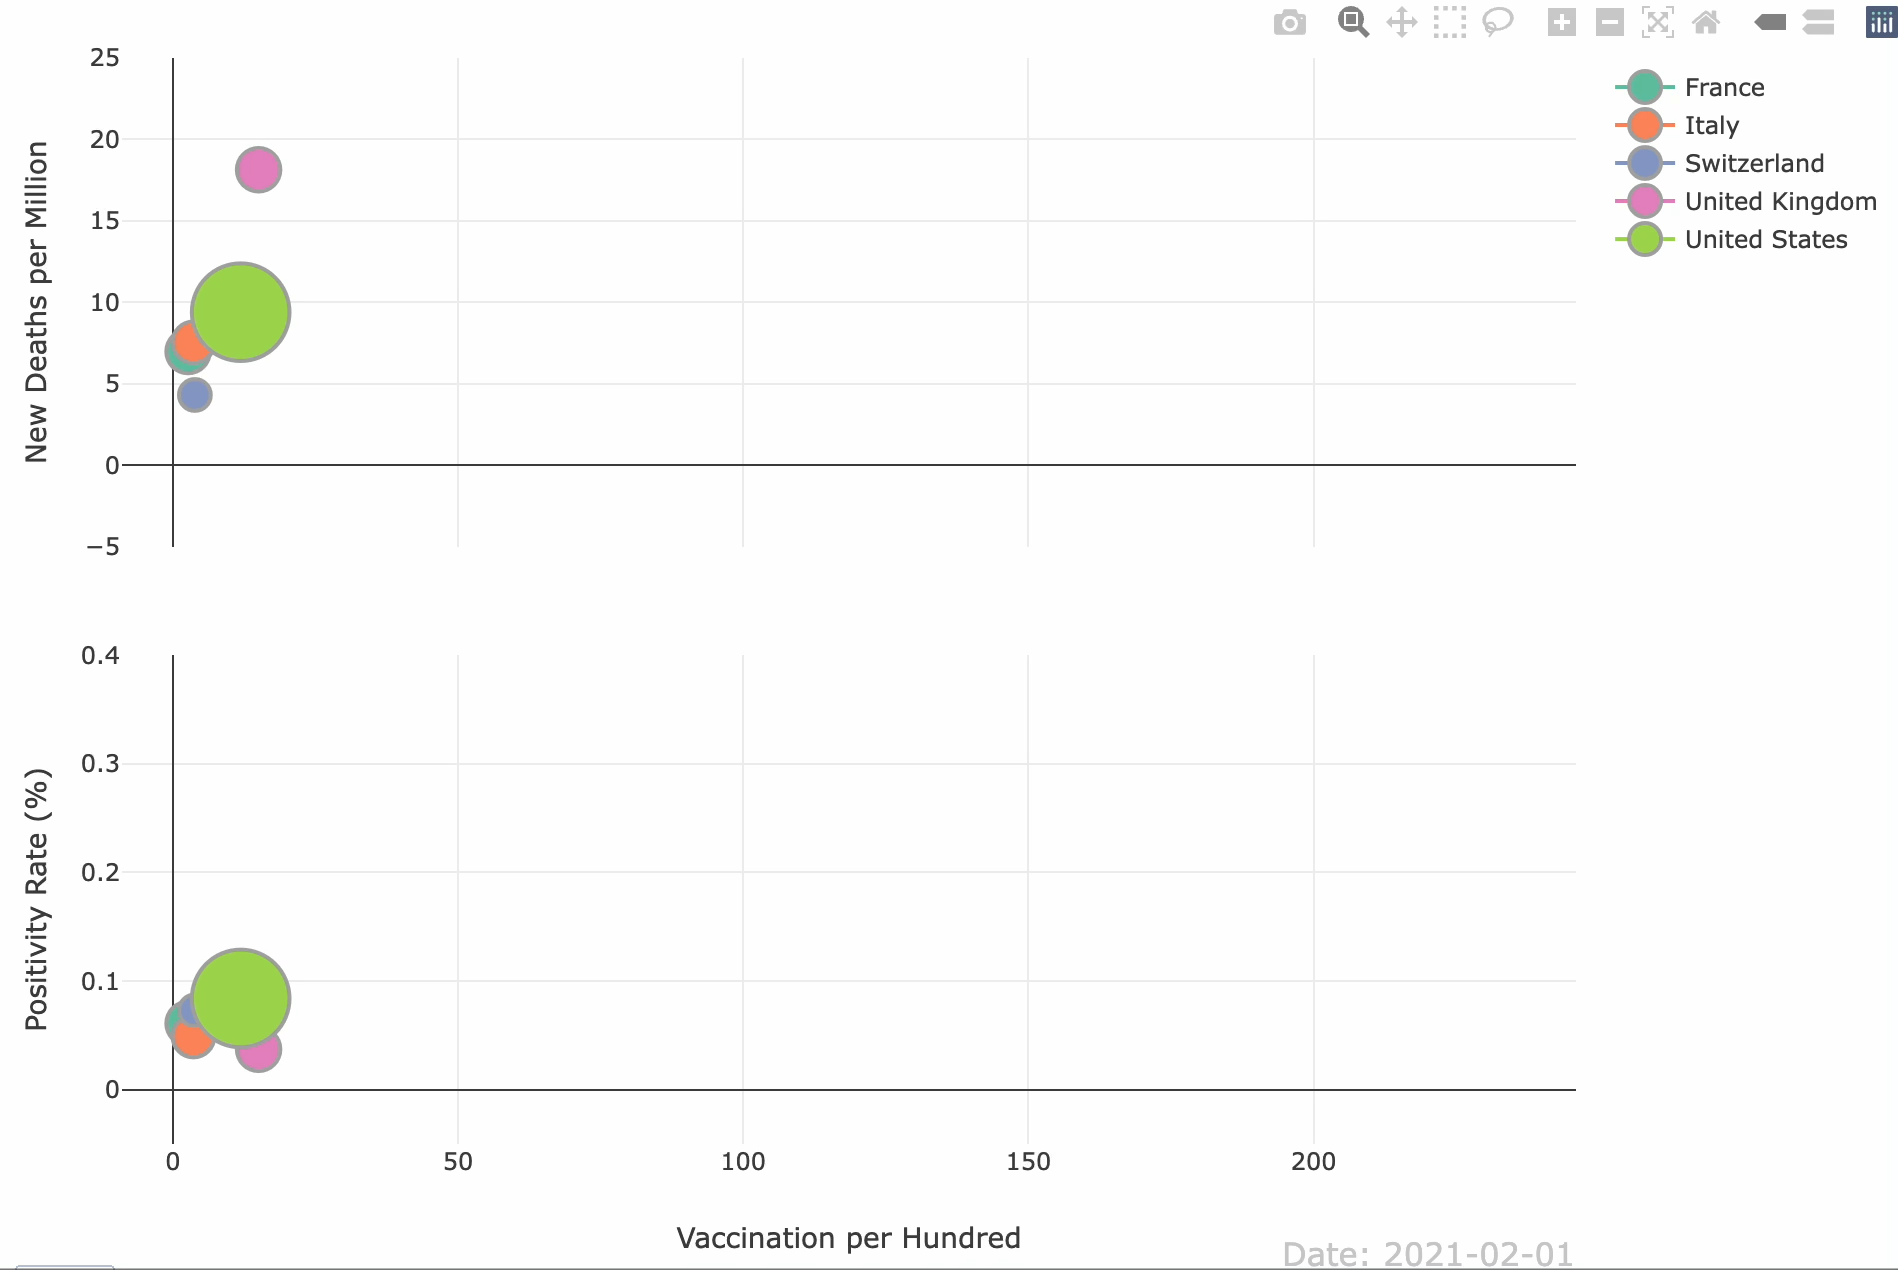 25
20
15
10
5
0
−5
New Deaths per Million
France
Italy
Switzerland
United Kingdom
United States
0.4
0.3
0.2
0.1
0
Positivity Rate (%)
0 50 100 150 200
Vaccination per Hundred
Date: 2021-02-01